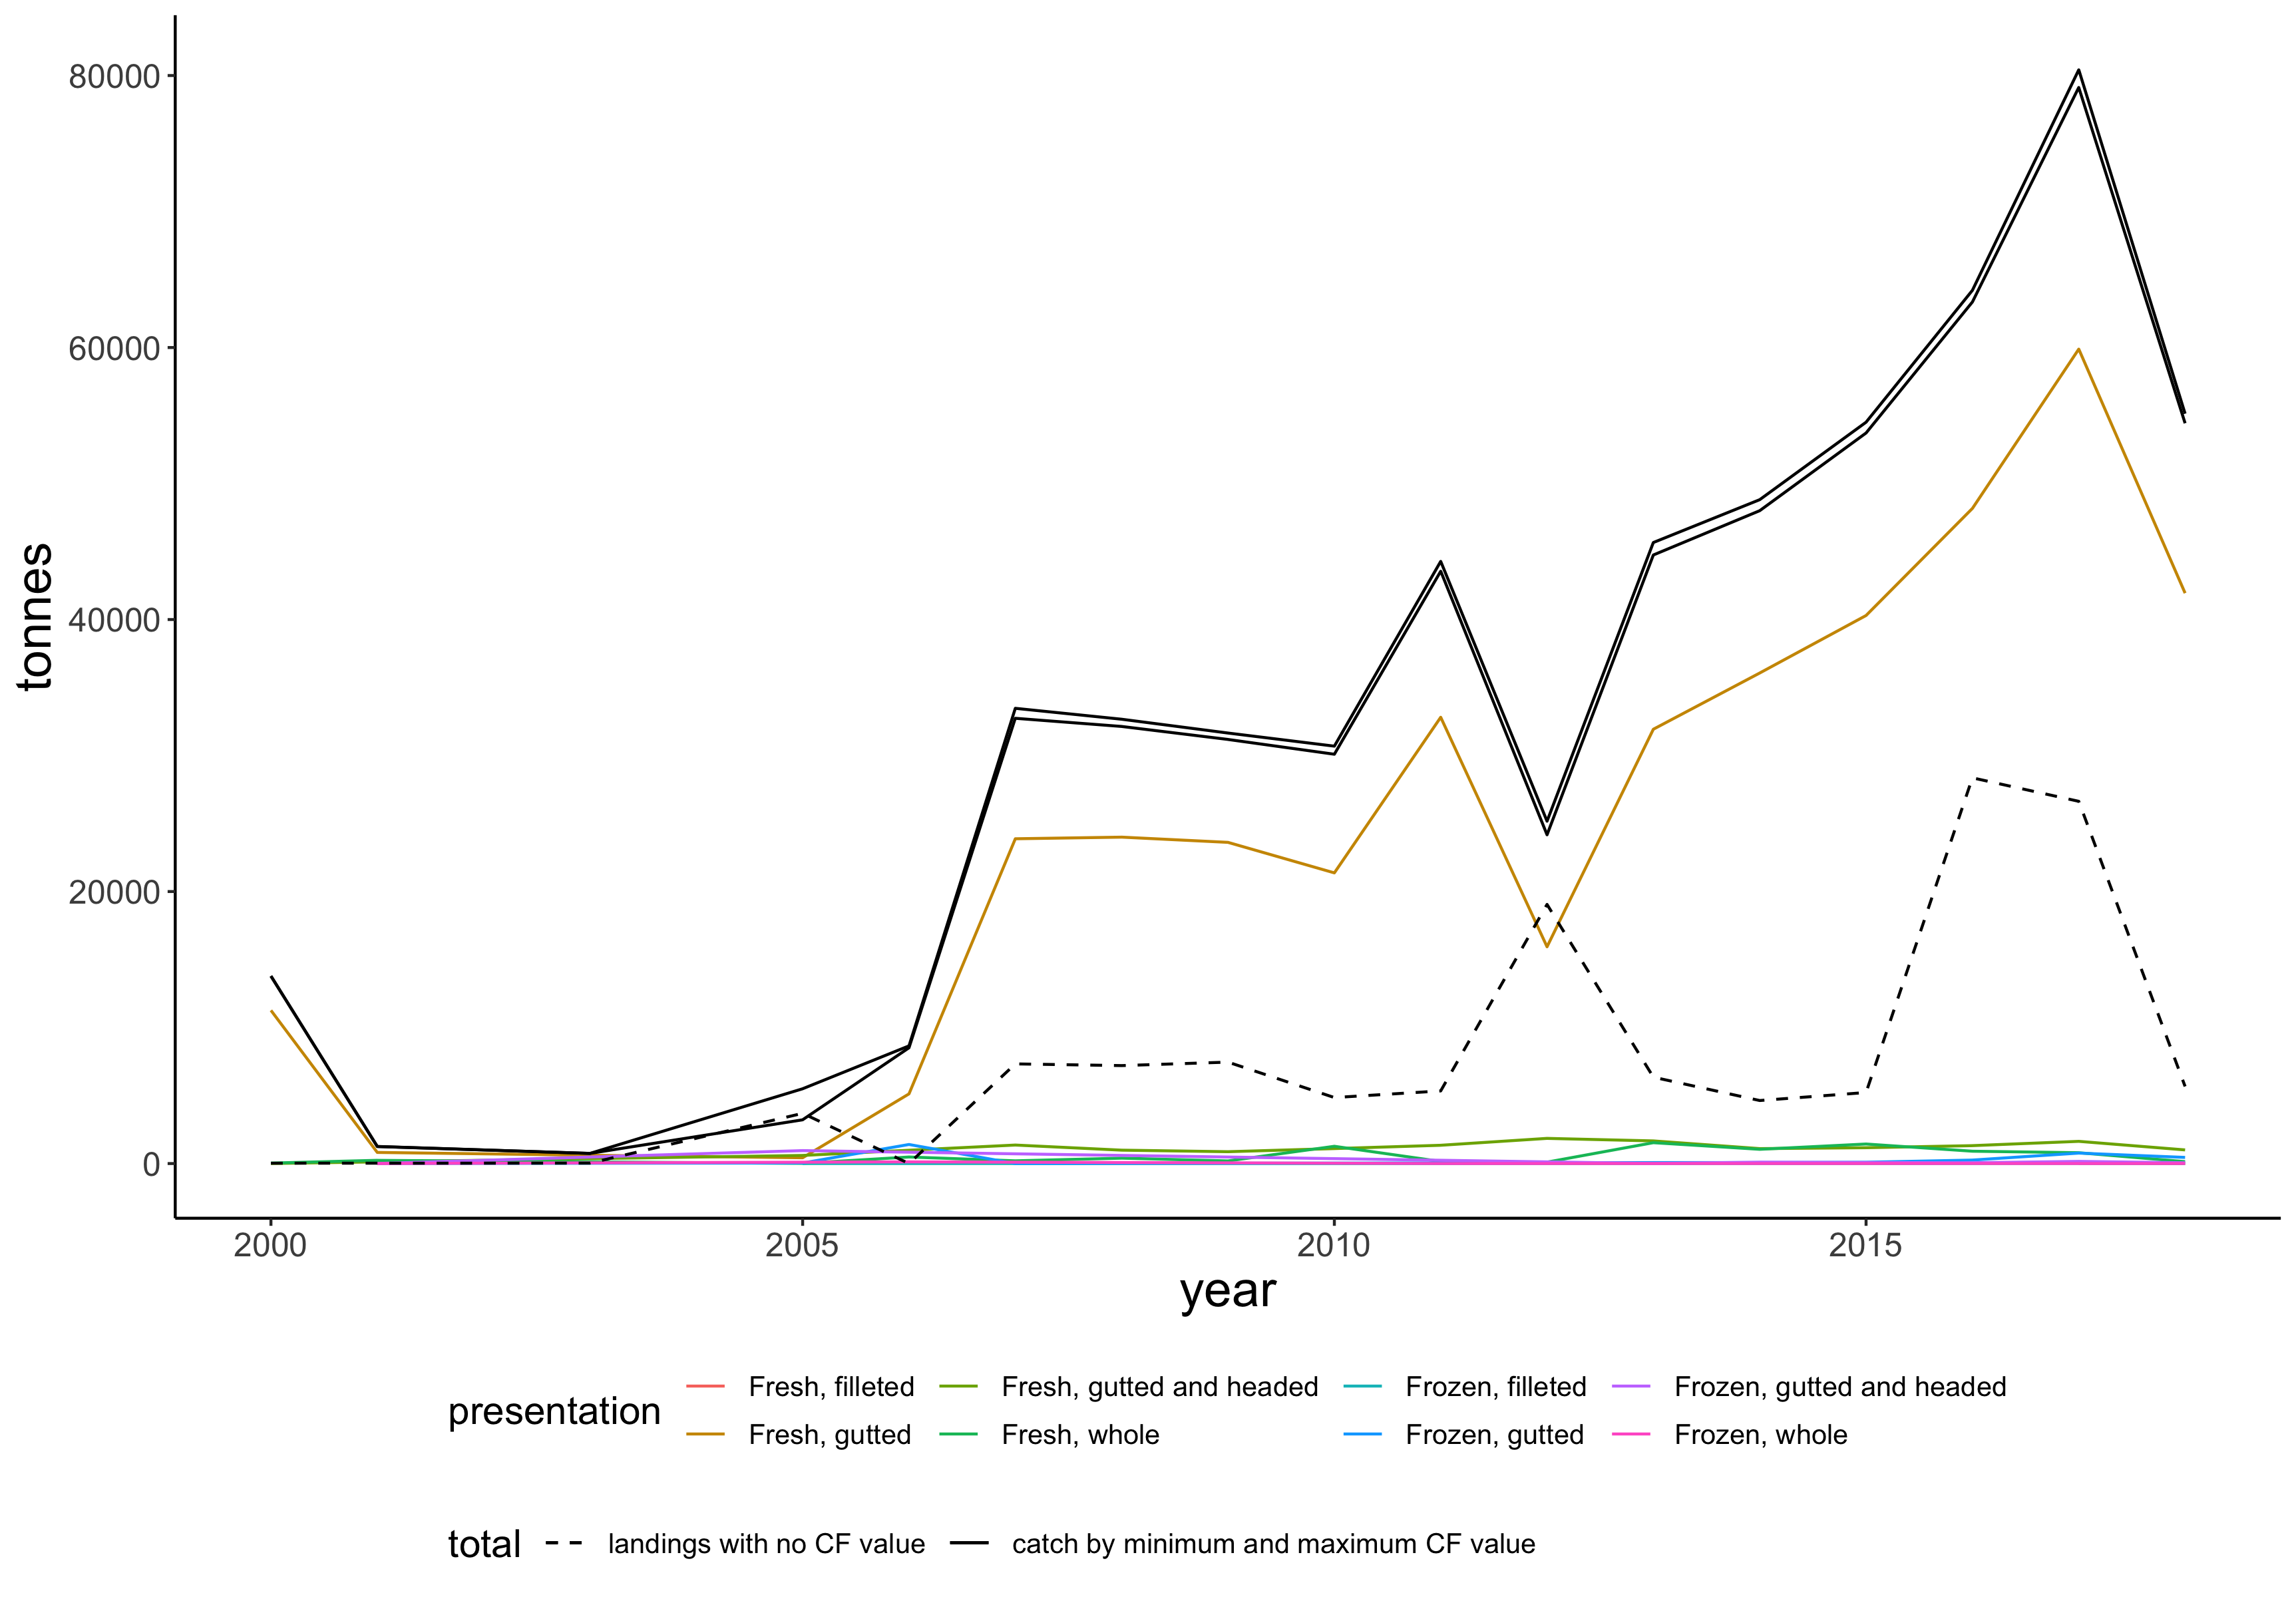 80000
60000
40000
20000
0
tonnes
2000 2005 2010 2015
year
presentation
Fresh, filleted Fresh, gutted and headed Frozen, filleted Frozen, gutted and headed
Fresh, gutted Fresh, whole Frozen, gutted Frozen, whole
total landings with no CF value catch by minimum and maximum CF value